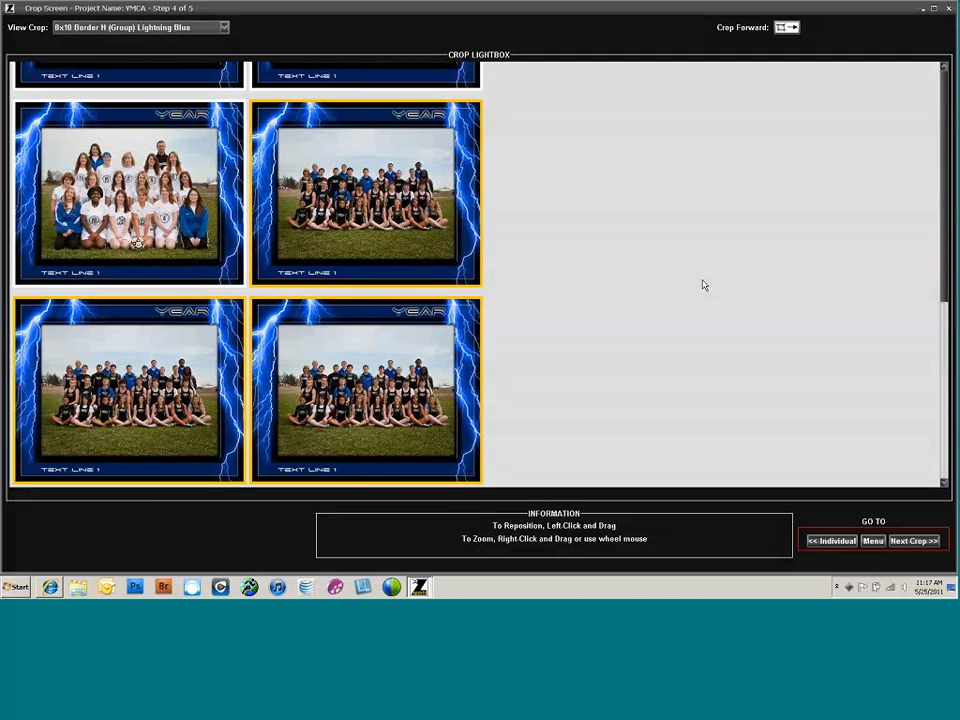 Crop Screen - Project Name: YMCA - Step 4 of 5
View Crop: 8x10 Border H (Group) Lightning Blue
Crop Forward:
CROP LIGHTBOX
TEXT LINE 1
TEXT LINE 1
YEAR
YEAR
TEXT LINE 1
TEXT LINE 1
YEAR
YEAR
TEXT LINE 1
TEXT LINE 1
INFORMATION
To Reposition, Left-Click and Drag
To Zoom, Right-Click and Drag or use wheel mouse
GO TO
<< Individual
Menu
Next Crop >>
Start
Ps
Br
11:17 AM
5/25/2011